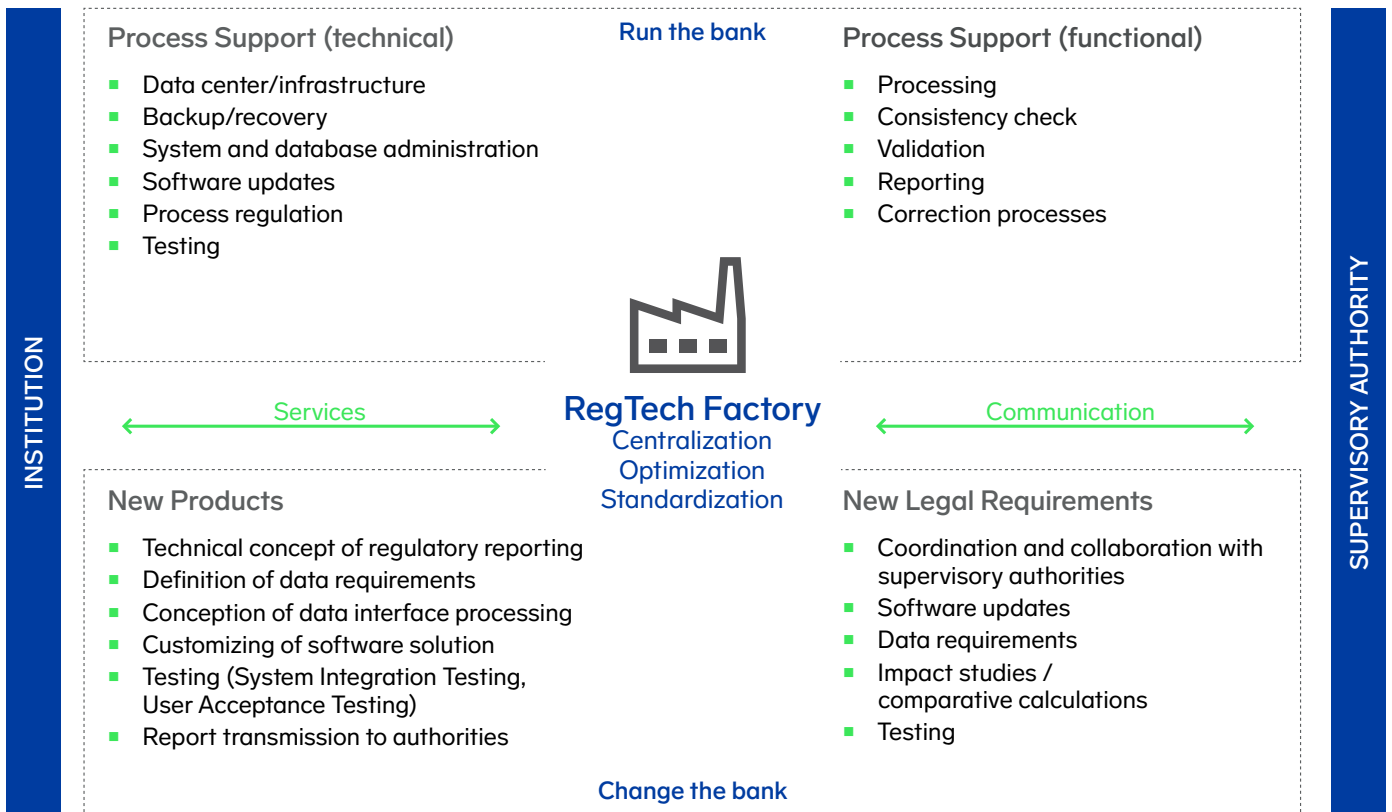 INSTITUTION
Run the bank
Process Support (technical)
Data center/infrastructure
Backup/recovery
System and database administration
Software updates
Process regulation
Testing
Process Support (functional)
Processing
Consistency check
Validation
Reporting
Correction processes
Services
RegTech Factory
Centralization
Optimization
Standardization
Communication
New Products
Technical concept of regulatory reporting
Definition of data requirements
Conception of data interface processing
Customizing of software solution
Testing (System Integration Testing,
User Acceptance Testing)
Report transmission to authorities
New Legal Requirements
Coordination and collaboration with
supervisory authorities
Software updates
Data requirements
Impact studies /
comparative calculations
Testing
Change the bank
SUPERVISORY AUTHORITY